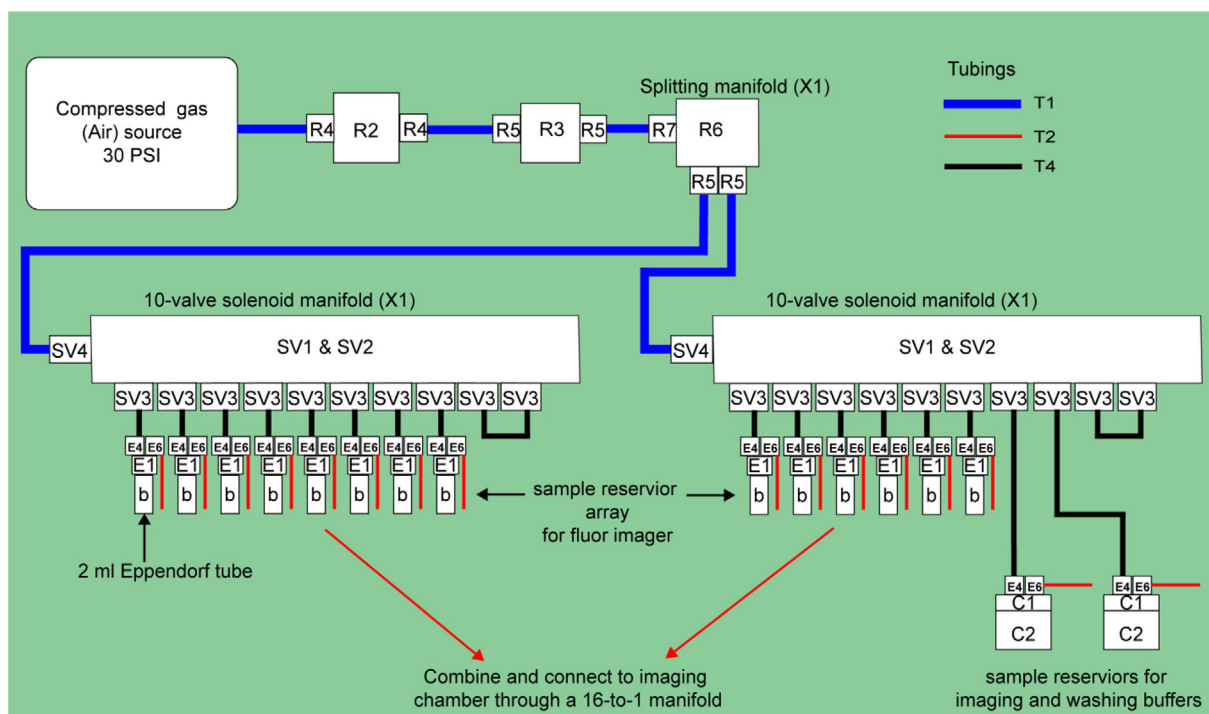 Compressed gas
(Air) source
30 PSI
R4
R2
R4
R5
R3
R5
R7
Splitting manifold (X1)
R6
R5 R5
Tubings
T1
T2
T4
10-valve solenoid manifold (X1)
SV4
SV1 & SV2
SV3 SV3 SV3 SV3 SV3 SV3 SV3 SV3 SV3 SV3
E4 E6 E4 E6 E4 E6 E4 E6 E4 E6 E4 E6 E4 E6 E4 E6
E1 E1 E1 E1 E1 E1 E1 E1
b b b b b b b b
2 ml Eppendorf tube
sample reservior
array
for fluor imager
10-valve solenoid manifold (X1)
SV4
SV1 & SV2
SV3 SV3 SV3 SV3 SV3 SV3 SV3 SV3 SV3 SV3
E4 E6 E4 E6 E4 E6 E4 E6 E4 E6 E4 E6
E1 E1 E1 E1 E1 E1
b b b b b b
E4 E6 E4 E6
C1 C1
C2 C2
Combine and connect to imaging
chamber through a 16-to-1 manifold
sample reserviors for
imaging and washing buffers